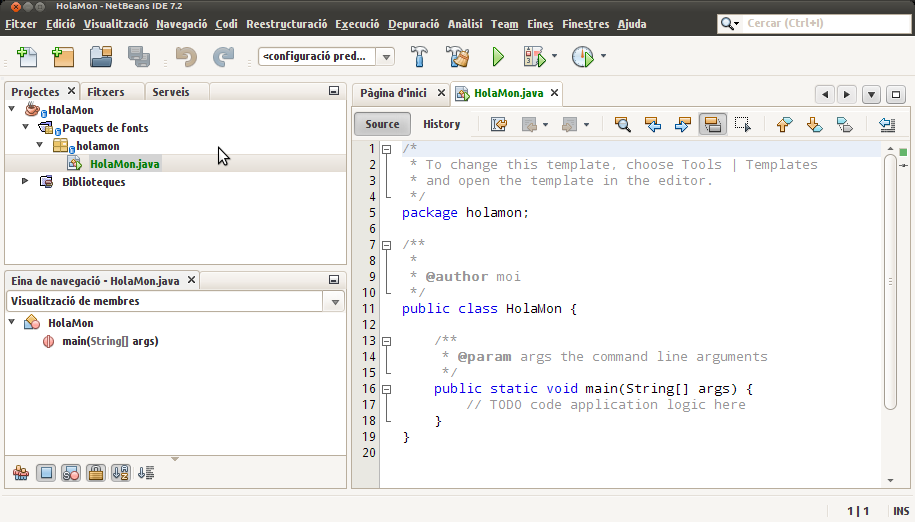 HolaMon - NetBeans IDE 7.2
Fitxer Edició Visualització Navegació Codi Reestructuració Execució Depuració Anàlisi Team Eines Finestres Ajuda
Cercar (Ctrl+I)
<configuració pred...
Projectes Fitxers Serveis
HolaMon
Paquets de fonts
holamon
HolaMon.java
Biblioteques
Eina de navegació - HolaMon.java
Visualització de membres
HolaMon
main(String[] args)
Pàgina d'inici HolaMon.java
Source History
1 /*
2 * To change this template, choose Tools | Templates
3 * and open the template in the editor.
4 */
5 package holamon;
6
7 /**
8 *
9 * @author moi
10 */
11 public class HolaMon {
12
13 /**
14 * @param args the command line arguments
15 */
16 public static void main(String[] args) {
17 // TODO code application logic here
18 }
19 }
20
1 | 1 INS